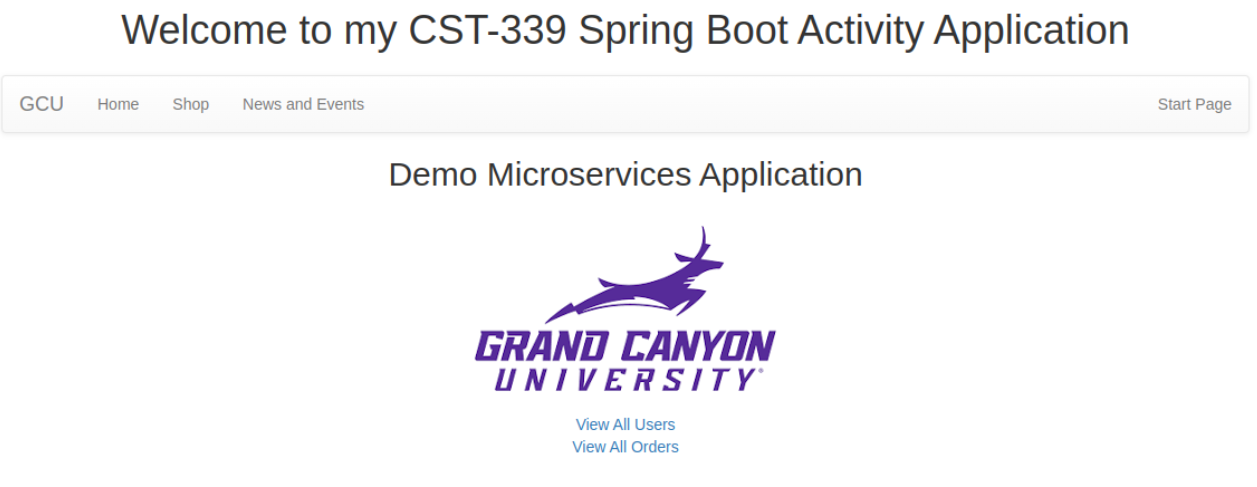 Welcome to my CST-339 Spring Boot Activity Application
GCU Home Shop News and Events Start Page
Demo Microservices Application
GRAND CANYON
UNIVERSITY®
View All Users
View All Orders